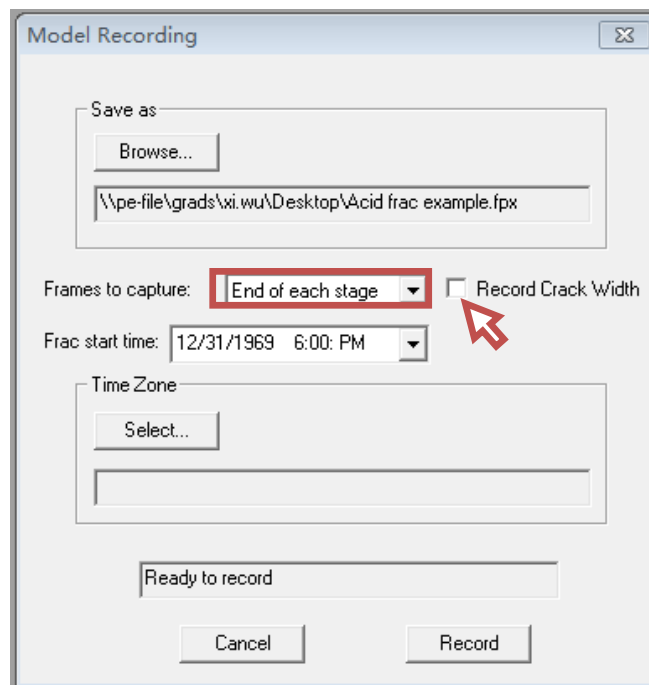 Model Recording
Save as
Browse...
\\pe-file\grads\xi.wu\Desktop\Acid frac example.fpx
Frames to capture: End of each stage Record Crack Width
Frac start time: 12/31/1969 6:00: PM
Time Zone
Select...
Ready to record
Cancel Record